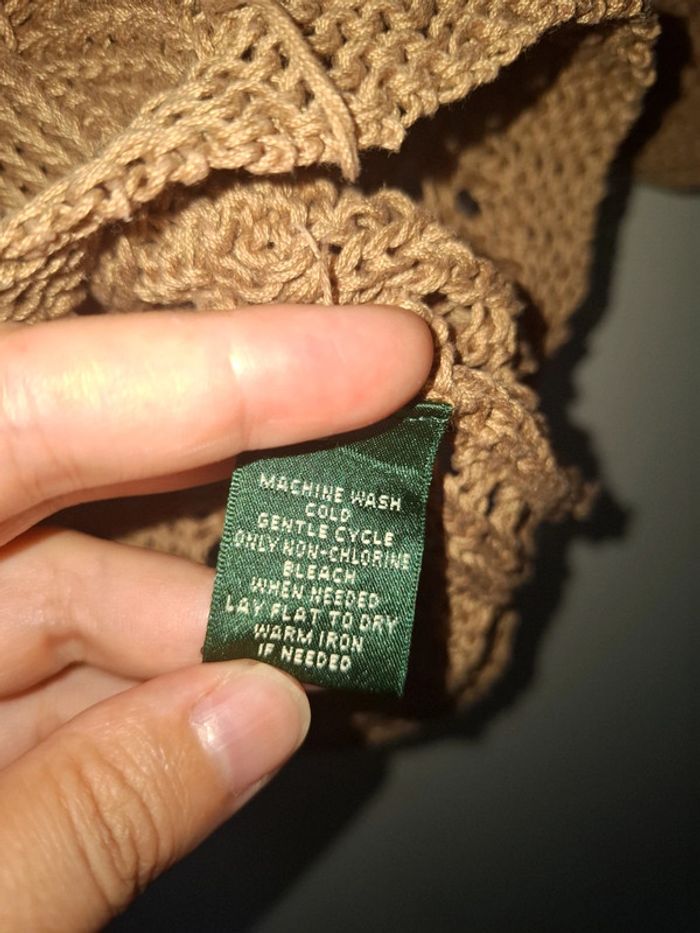 MACHINE WASH
COLD
GENTLE CYCLE
ONLY NON-CHLORINE
BLEACH
WHEN NEEDED
LAY FLAT TO DRY
WARM IRON
IF NEEDED